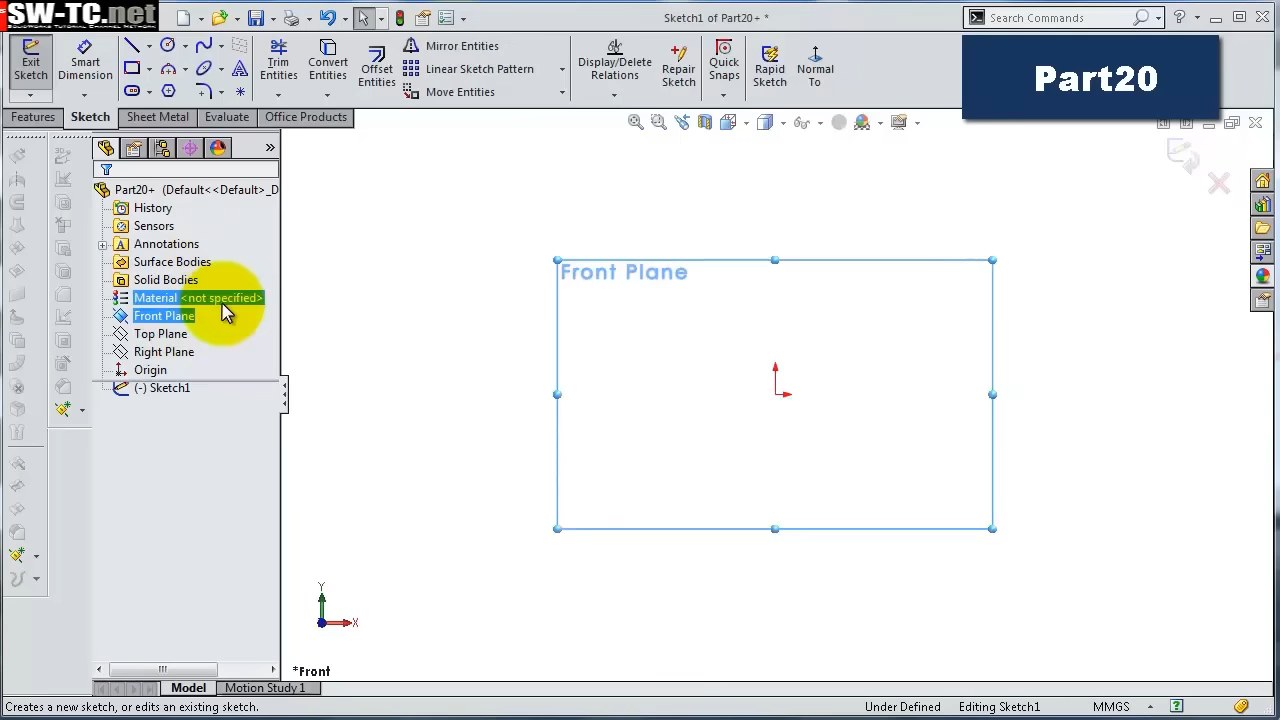 SW-TC.net
SOLIDWORKS TUTORIAL CHANNEL NETWORK
Sketch1 of Part20 *
Search Commands
Exit Sketch
Smart Dimension
Trim Entities
Convert Entities
Offset Entities
Mirror Entities
Linear Sketch Pattern
Move Entities
Display/Delete Relations
Repair Sketch
Quick Snaps
Rapid Sketch
Normal To
Part20
Features
Sketch
Sheet Metal
Evaluate
Office Products
Part20+ (Default<<Default>_D
History
Sensors
Annotations
Surface Bodies
Solid Bodies
Material <not specified>
Front Plane
Top Plane
Right Plane
Origin
(-) Sketch1
Front Plane
Y
X
*Front
Model
Motion Study 1
Creates a new sketch, or edits an existing sketch.
Under Defined
Editing Sketch1
MMGS